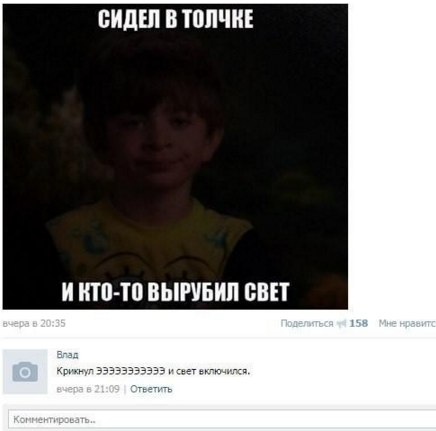 СИДЕЛ В ТОЛЧКЕ
И КТО-ТО ВЫРУБИЛ СВЕТ
вчера в 20:35 Поделиться 158 Мне нравитс
Влад
Крикнул ЭЭЭЭЭЭЭЭЭЭЭ и свет включился.
вчера в 21:09 | Ответить
Комментировать..